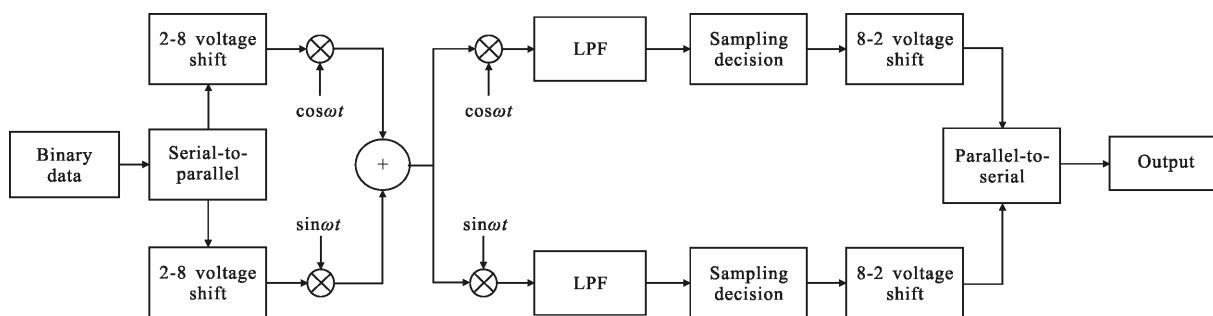 2-8 voltage
shift
cosωt
Binary
data
Serial-to-
parallel
+
2-8 voltage
shift
sinωt
cosωt
LPF
Sampling
decision
8-2 voltage
shift
sinωt
LPF
Sampling
decision
8-2 voltage
shift
Parallel-to-
serial
Output